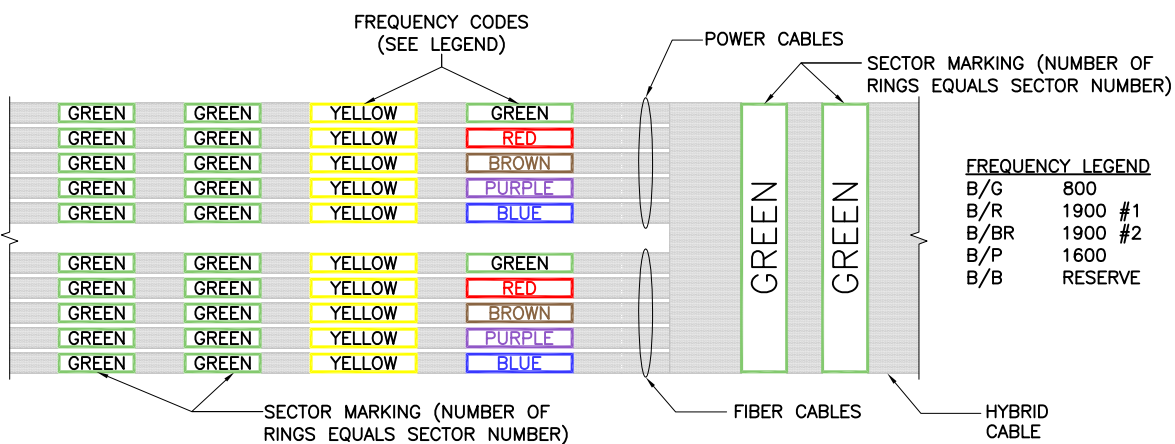 FREQUENCY CODES
(SEE LEGEND)
POWER CABLES
SECTOR MARKING (NUMBER OF
RINGS EQUALS SECTOR NUMBER)
GREEN GREEN YELLOW GREEN
GREEN GREEN YELLOW RED
GREEN GREEN YELLOW BROWN
GREEN GREEN YELLOW PURPLE
GREEN GREEN YELLOW BLUE
GREEN GREEN YELLOW GREEN
GREEN GREEN YELLOW RED
GREEN GREEN YELLOW BROWN
GREEN GREEN YELLOW PURPLE
GREEN GREEN YELLOW BLUE
GREEN
GREEN
FREQUENCY LEGEND
B/G 800
B/R 1900 #1
B/BR 1900 #2
B/P 1600
B/B RESERVE
SECTOR MARKING (NUMBER OF
RINGS EQUALS SECTOR NUMBER)
FIBER CABLES
HYBRID
CABLE